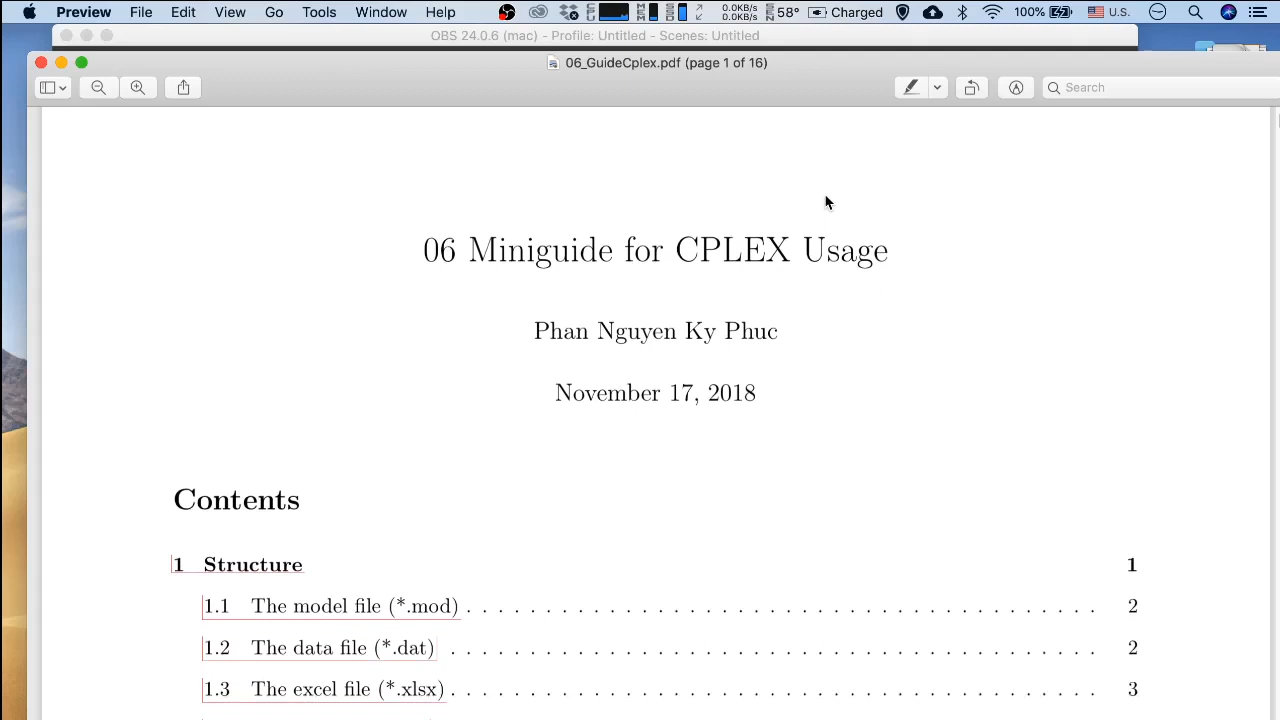 Preview File Edit View Go Tools Window Help 0.0KB/s 0.0KB/s 58° Charged 100% U.S.
OBS 24.0.6 (mac) - Profile: Untitled - Scenes: Untitled
06_GuideCplex.pdf (page 1 of 16)
Search
06 Miniguide for CPLEX Usage
Phan Nguyen Ky Phuc
November 17, 2018
Contents
1 Structure 1
1.1 The model file (*.mod) . . . . . . . . . . . . . . . . . . . . . . . . . . . . . . 2
1.2 The data file (*.dat) . . . . . . . . . . . . . . . . . . . . . . . . . . . . . . . 2
1.3 The excel file (*.xlsx) . . . . . . . . . . . . . . . . . . . . . . . . . . . . . . . 3